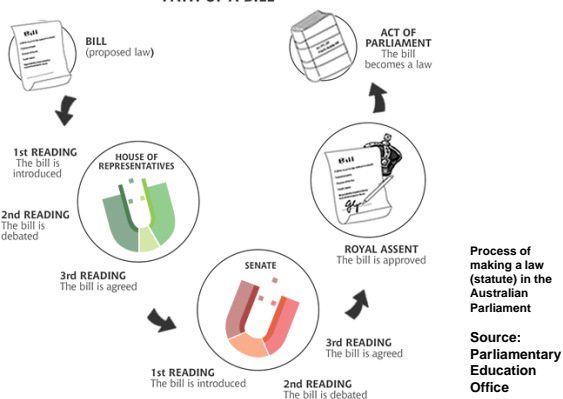 BILL
(proposed law)
1st READING
The bill is
introduced
2nd READING
The bill is
debated
3rd READING
The bill is agreed
HOUSE OF
REPRESENTATIVES
SENATE
1st READING
The bill is introduced
2nd READING
The bill is debated
3rd READING
The bill is agreed
Bill
ROYAL ASSENT
The bill is approved
ACT OF
PARLIAMENT
The bill
becomes a law
Bill
Process of
making a law
(statute) in the
Australian
Parliament
Source:
Parliamentary
Education
Office